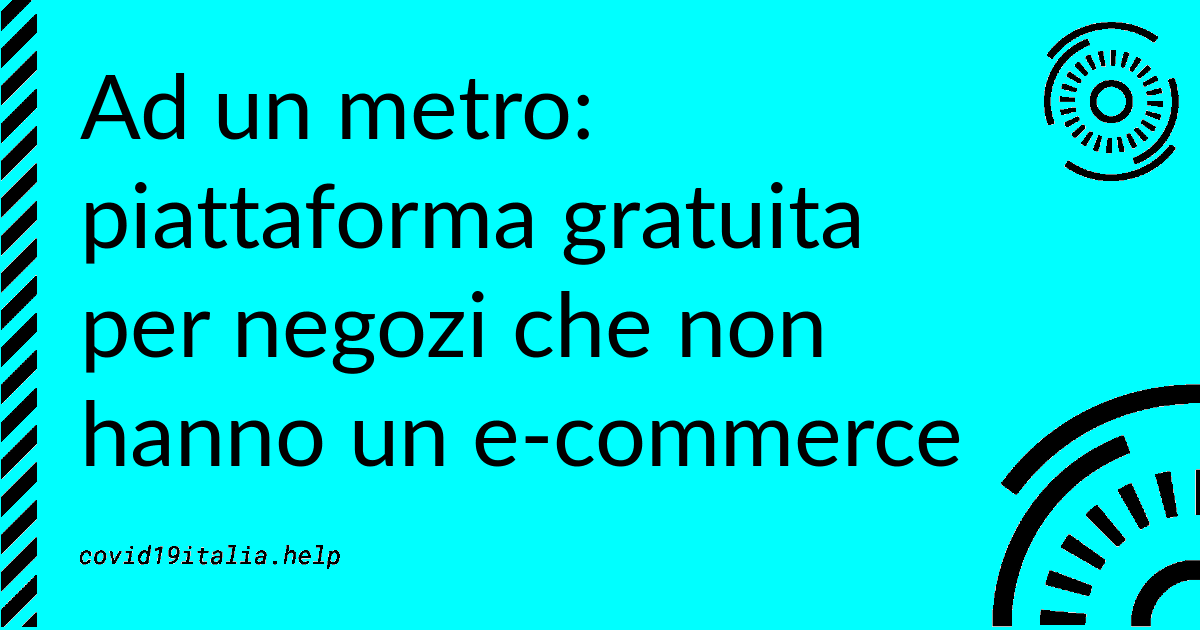 Ad un metro:
piattaforma gratuita
per negozi che non
hanno un e-commerce
covid19italia.help